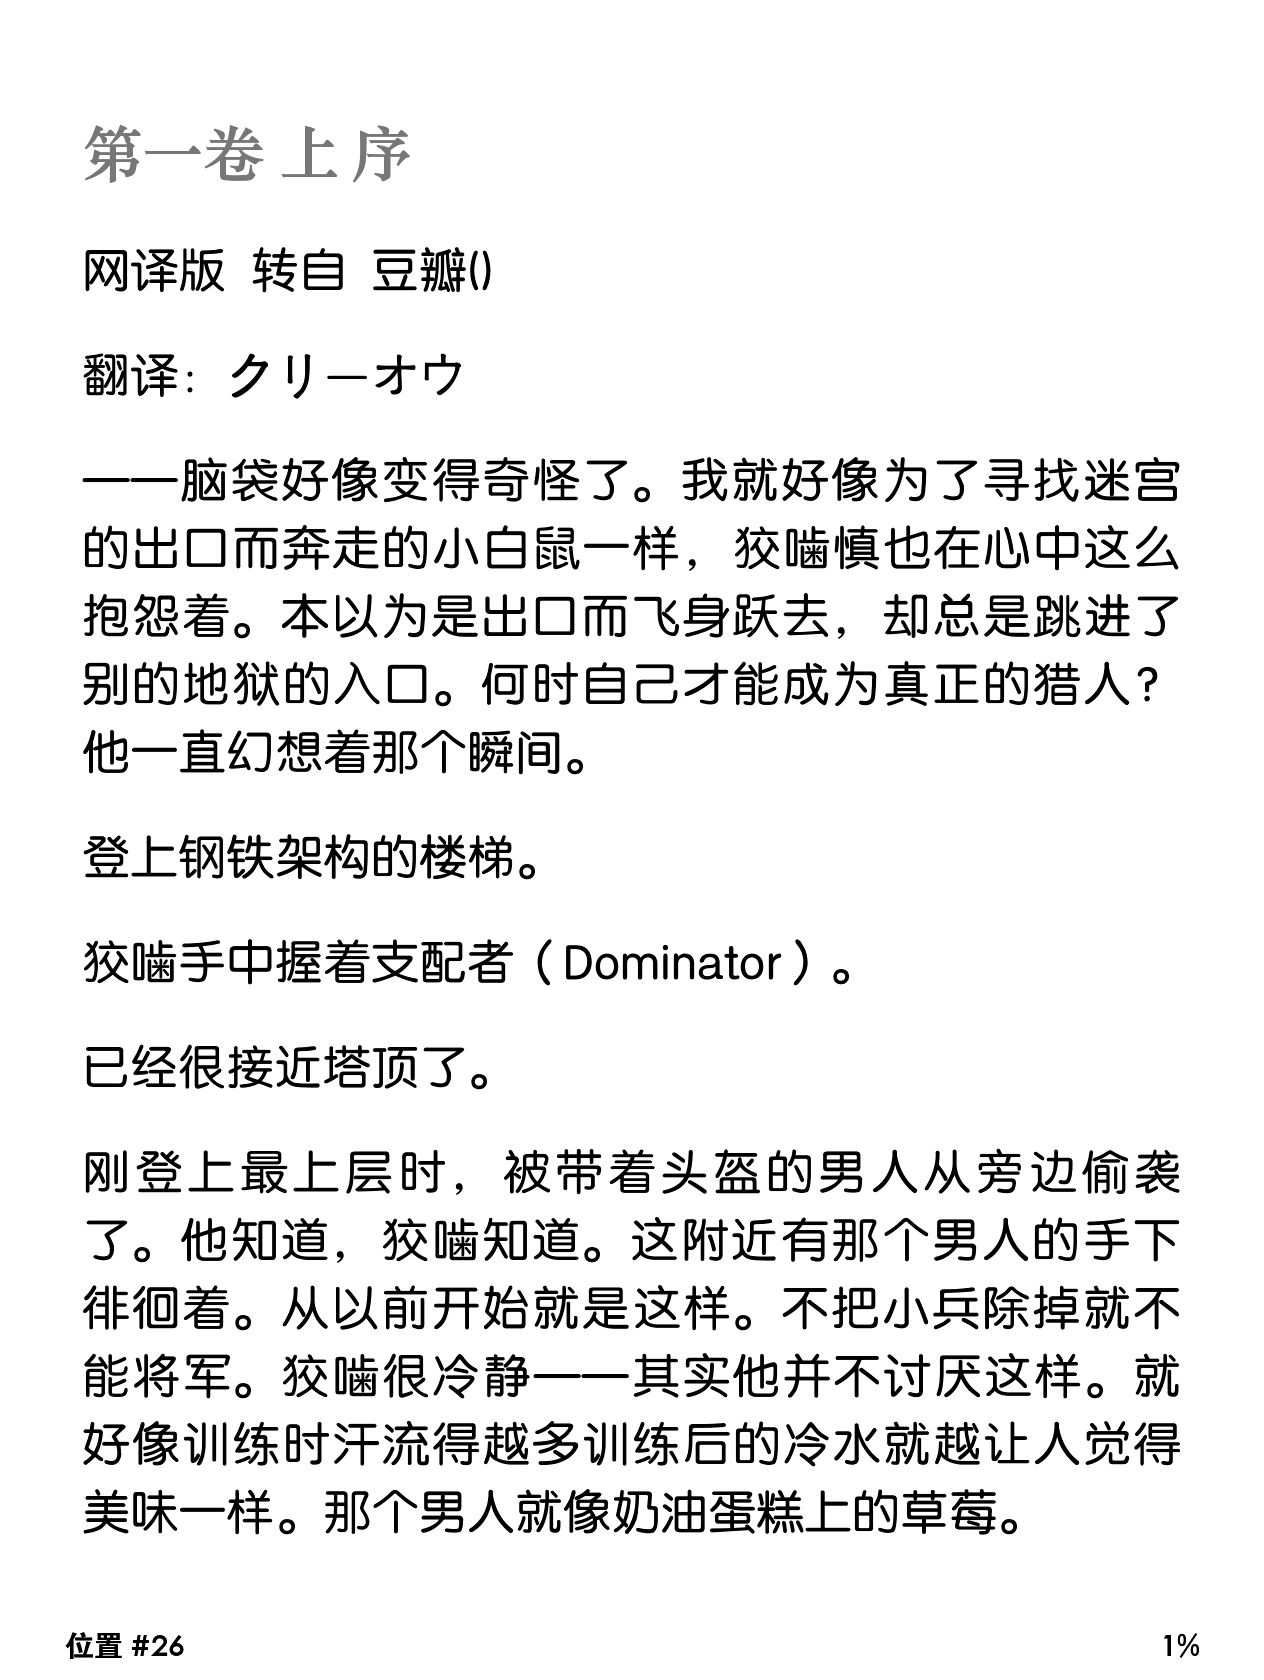 第一卷 上 序
网译版 转自 豆瓣()
翻译：クリーオウ
——脑袋好像变得奇怪了。我就好像为了寻找迷宫
的出口而奔走的小白鼠一样，狡啮慎也在心中这么
抱怨着。本以为是出口而飞身跃去，却总是跳进了
别的地狱的入口。何时自己才能成为真正的猎人？
他一直幻想着那个瞬间。
登上钢铁架构的楼梯。
狡啮手中握着支配者（Dominator）。
已经很接近塔顶了。
刚登上最上层时，被带着头盔的男人从旁边偷袭
了。他知道，狡啮知道。这附近有那个男人的手下
徘徊着。从以前开始就是这样。不把小兵除掉就不
能将军。狡啮很冷静——其实他并不讨厌这样。就
好像训练时汗流得越多训练后的冷水就越让人觉得
美味一样。那个男人就像奶油蛋糕上的草莓。
位置 #26
1%